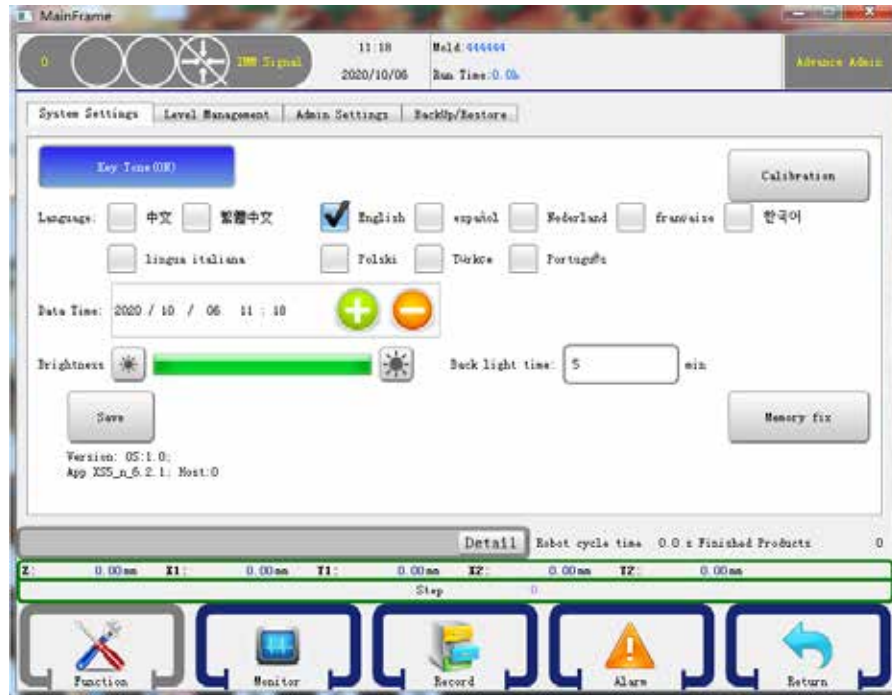 MainFrame
0 IMM Signal 11:18 Mold:444444 Advance Admin
2020/10/06 Run Time:0.0h
System Settings Level Management Admin Settings BackUp/Restore
Key Tone(ON) Calibration
Language: 中文 繁體中文 English español Nederland franvaise 한국어
lingua italiana Polski Türkçe Português
Data Time: 2020 / 10 / 06 11 : 18
Brightness Back light time: 5 min
Save Memory fix
Version: OS:1.0;
App XS5_n_6.2.1; Host:0
Detail Robot cycle time 0.0 s Finished Products 0
Z: 0.00mm X1: 0.00mm Y1: 0.00mm X2: 0.00mm Y2: 0.00mm
Step 0
Function Monitor Record Alarm Return